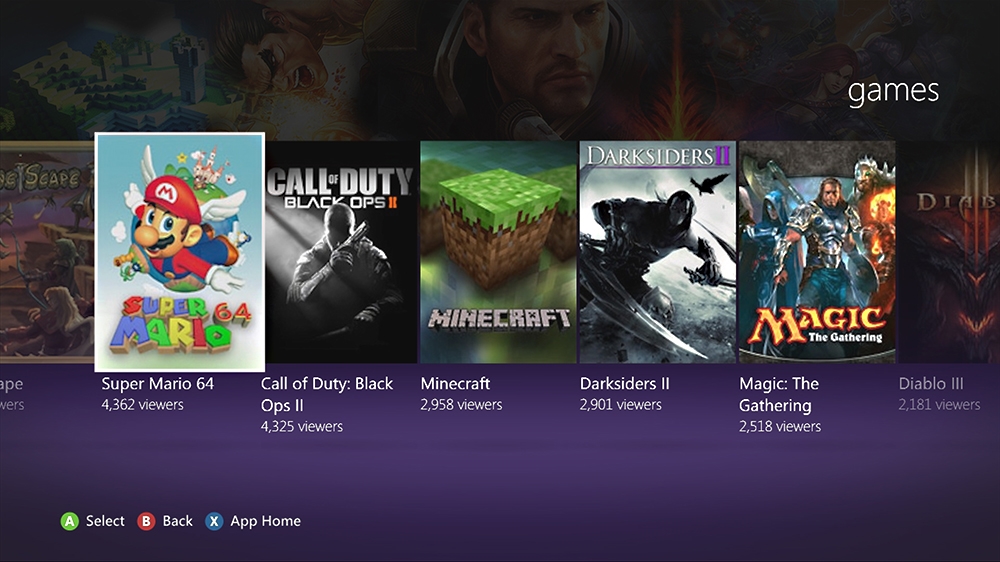 games
NE SCAPE
SUPER
MARIO 64
CALL OF DUTY
BLACK OPS II
MINECRAFT
DARKSIDERS II
MAGIC
The Gathering
DIAB
ape
wers
Super Mario 64
4,362 viewers
Call of Duty: Black
Ops II
4,325 viewers
Minecraft
2,958 viewers
Darksiders II
2,901 viewers
Magic: The
Gathering
2,518 viewers
Diablo III
2,181 viewers
A Select
B Back
X App Home